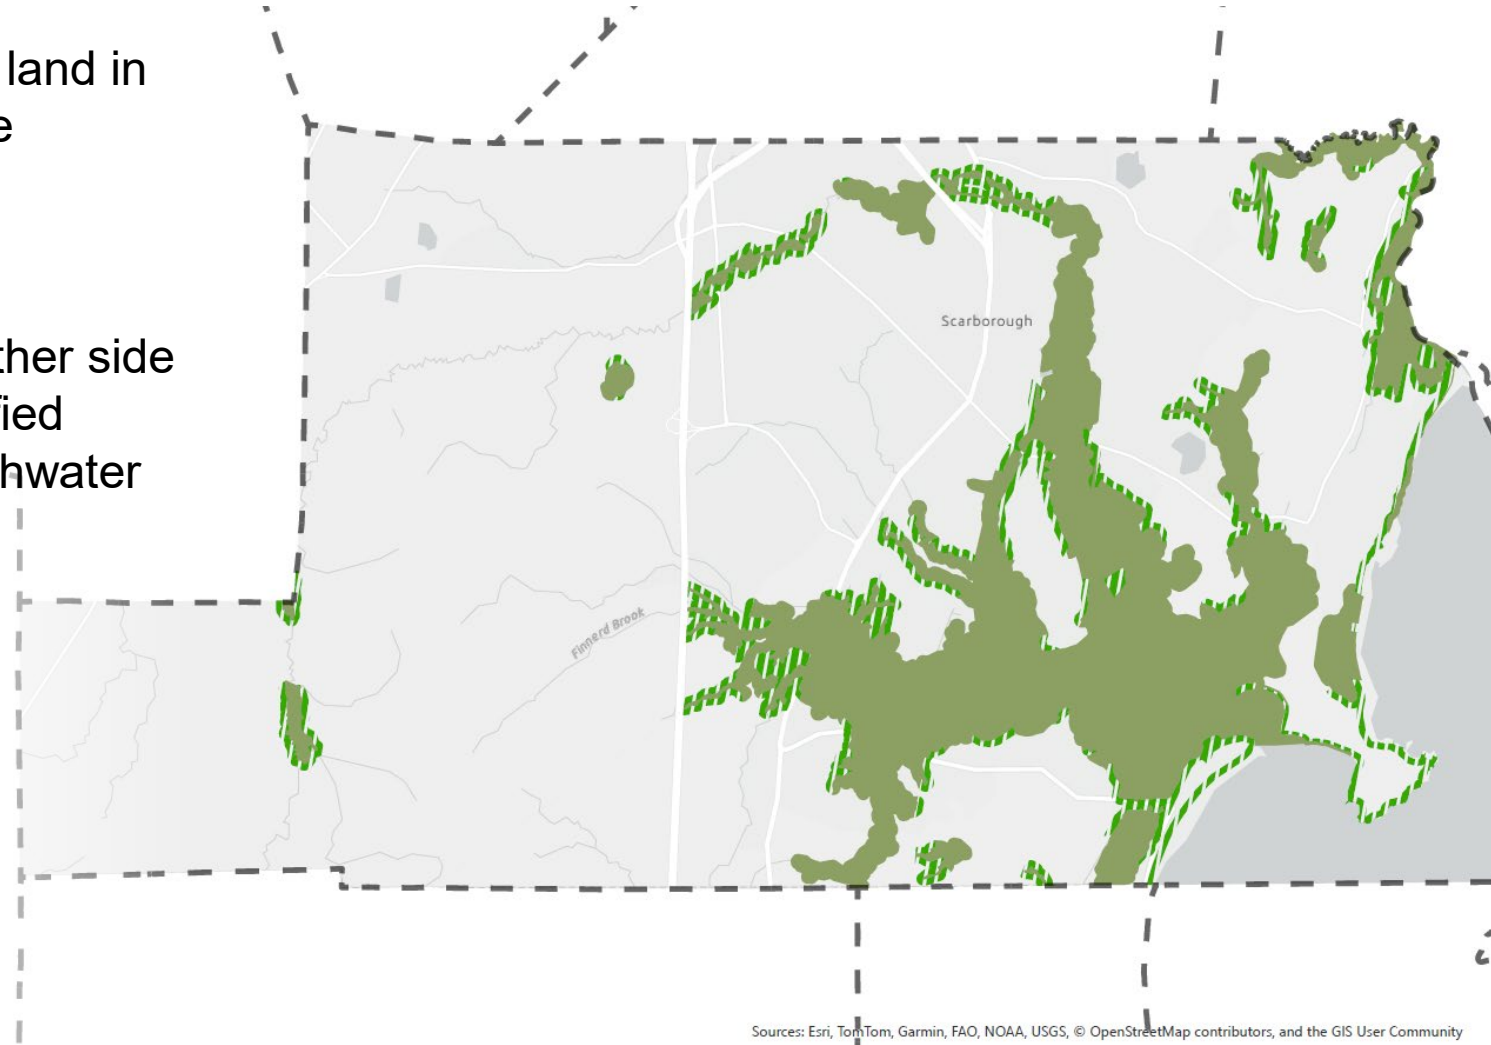 land in
e
ther side
fied
hwater
Scarborough
Finnerd Brook
Sources: Esri, TomTom, Garmin, FAO, NOAA, USGS, © OpenStreetMap contributors, and the GIS User Community